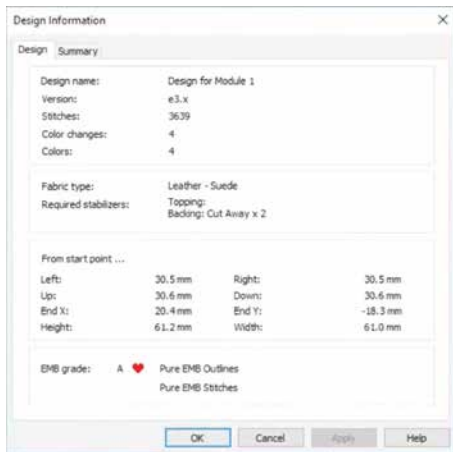 Design Information
Design Summary
Design name: Design for Module 1
Version: e3.x
Stitches: 3639
Color changes: 4
Colors: 4
Fabric type: Leather - Suede
Required stabilizers: Topping:
Backing: Cut Away x 2
From start point ...
Left: 30.5 mm Right: 30.5 mm
Up: 30.6 mm Down: 30.6 mm
End X: 20.4 mm End Y: -18.3 mm
Height: 61.2 mm Width: 61.0 mm
EMB grade: A Pure EMB Outlines
Pure EMB Stitches
OK Cancel Apply Help